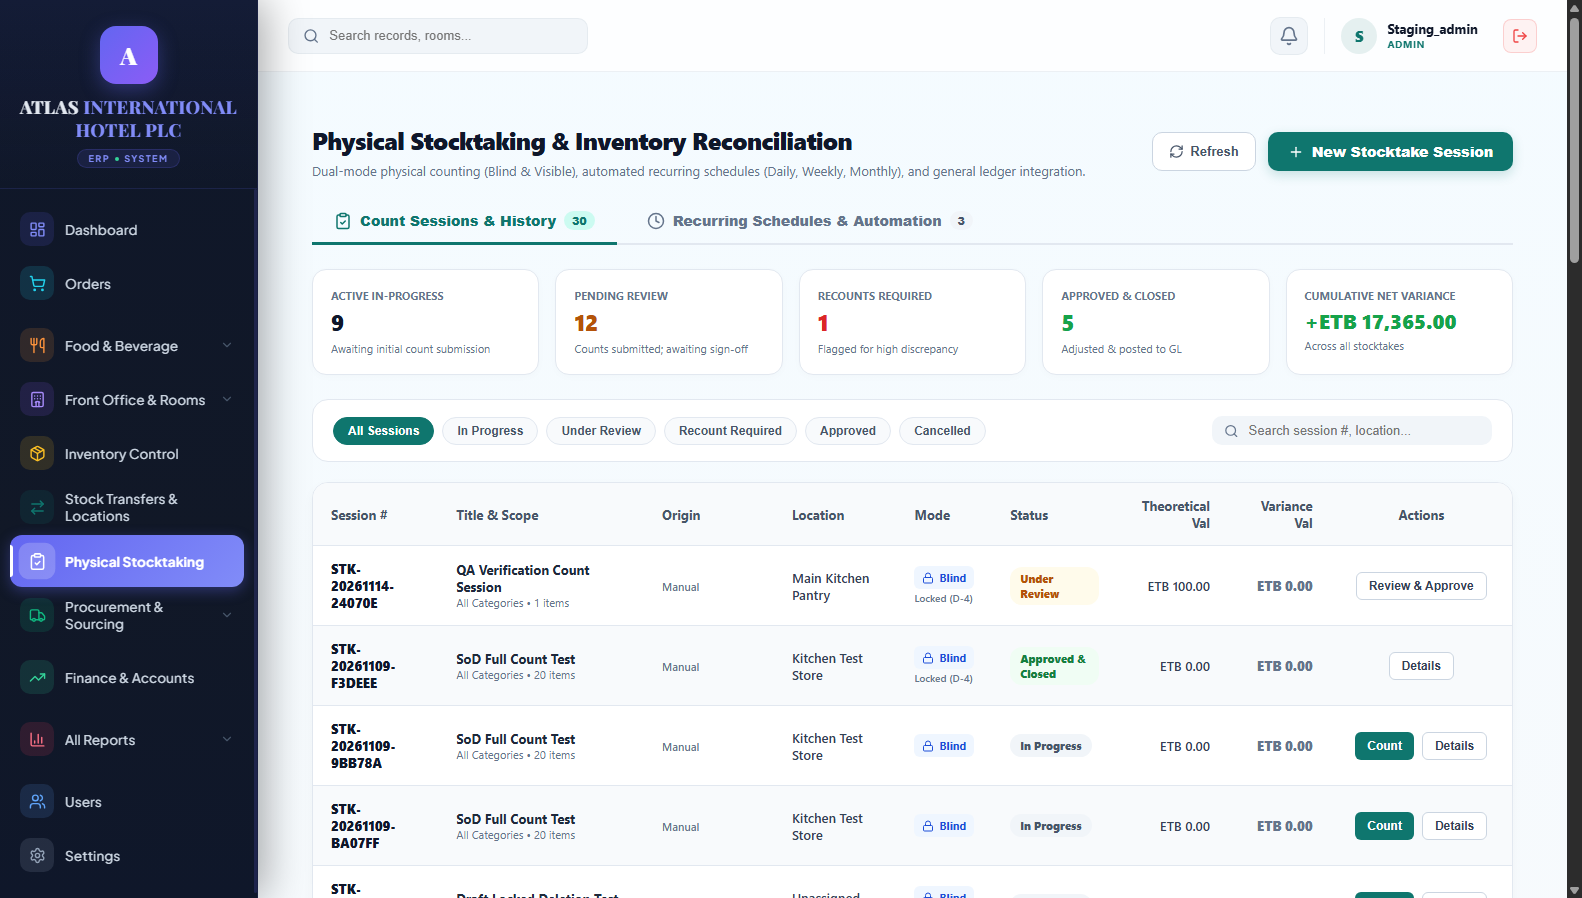 A
ATLAS INTERNATIONAL
HOTEL PLC
ERP • SYSTEM
Dashboard
Orders
Food & Beverage
Front Office & Rooms
Inventory Control
Stock Transfers &
Locations
Physical Stocktaking
Procurement &
Sourcing
Finance & Accounts
All Reports
Users
Settings
Search records, rooms...
S
Staging_admin
ADMIN
Physical Stocktaking & Inventory Reconciliation
Dual-mode physical counting (Blind & Visible), automated recurring schedules (Daily, Weekly, Monthly), and general ledger integration.
Refresh
+ New Stocktake Session
Count Sessions & History 30
Recurring Schedules & Automation 3
ACTIVE IN-PROGRESS
9
Awaiting initial count submission
PENDING REVIEW
12
Counts submitted; awaiting sign-off
RECOUNTS REQUIRED
1
Flagged for high discrepancy
APPROVED & CLOSED
5
Adjusted & posted to GL
CUMULATIVE NET VARIANCE
+ETB 17,365.00
Across all stocktakes
All Sessions
In Progress
Under Review
Recount Required
Approved
Cancelled
Search session #, location...
Session #
Title & Scope
Origin
Location
Mode
Status
Theoretical
Val
Variance
Val
Actions
STK-
20261114-
24070E
QA Verification Count
Session
All Categories • 1 items
Manual
Main Kitchen
Pantry
Blind
Locked (D-4)
Under
Review
ETB 100.00
ETB 0.00
Review & Approve
STK-
20261109-
F3DEEE
SoD Full Count Test
All Categories • 20 items
Manual
Kitchen Test
Store
Blind
Locked (D-4)
Approved &
Closed
ETB 0.00
ETB 0.00
Details
STK-
20261109-
9BB78A
SoD Full Count Test
All Categories • 20 items
Manual
Kitchen Test
Store
Blind
In Progress
ETB 0.00
ETB 0.00
Count
Details
STK-
20261109-
BA07FF
SoD Full Count Test
All Categories • 20 items
Manual
Kitchen Test
Store
Blind
In Progress
ETB 0.00
ETB 0.00
Count
Details
STK-
Draft Locked Deletion Test
Unassigned
Blind